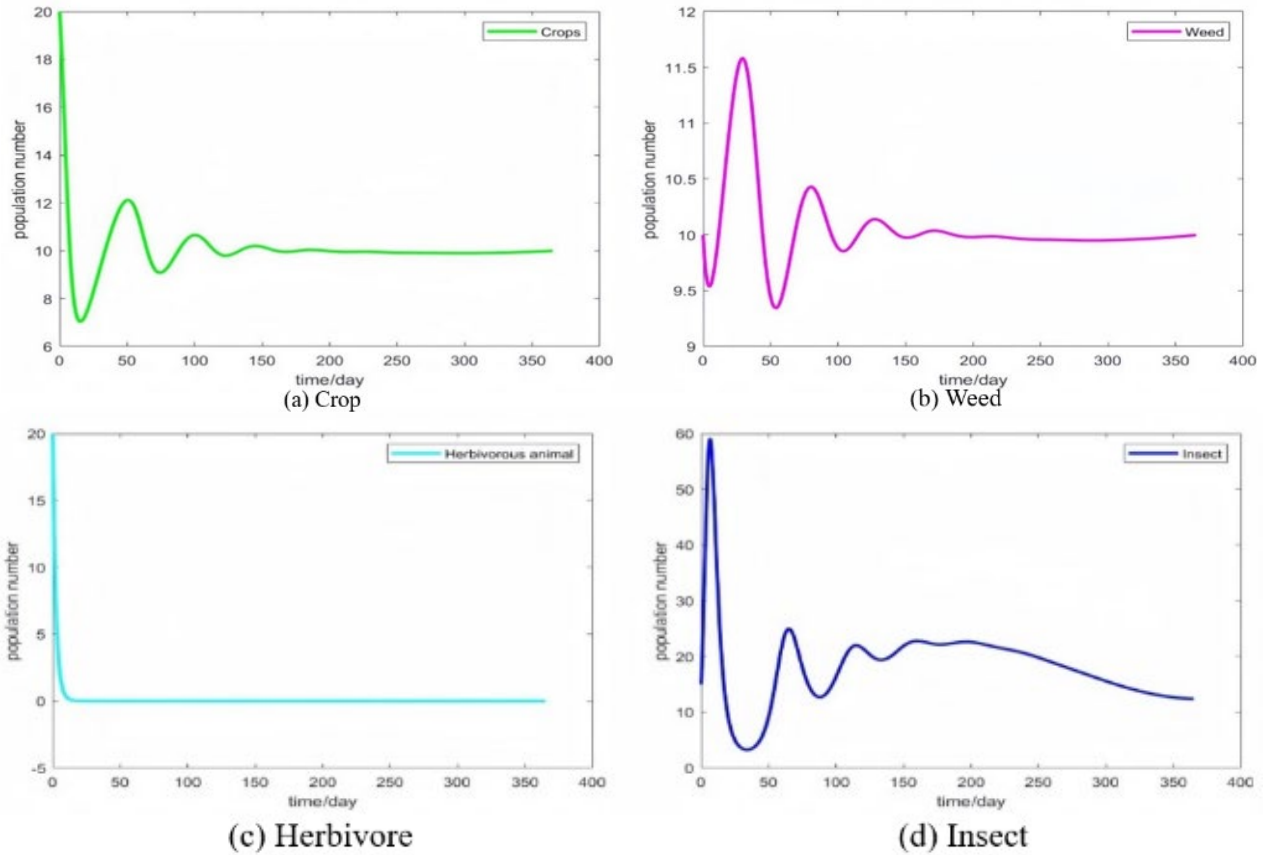 20
18
16
14
12
10
8
6
0 50 100 150 200 250 300 350 400
population number
time/day
Crops
(a) Crop
12
11.5
11
10.5
10
9.5
9
0 50 100 150 200 250 300 350 400
population number
time/day
Weed
(b) Weed
20
15
10
5
0
-5
0 50 100 150 200 250 300 350 400
population number
time/day
Herbivorous animal
(c) Herbivore
60
50
40
30
20
10
0
0 50 100 150 200 250 300 350 400
population number
time/day
Insect
(d) Insect